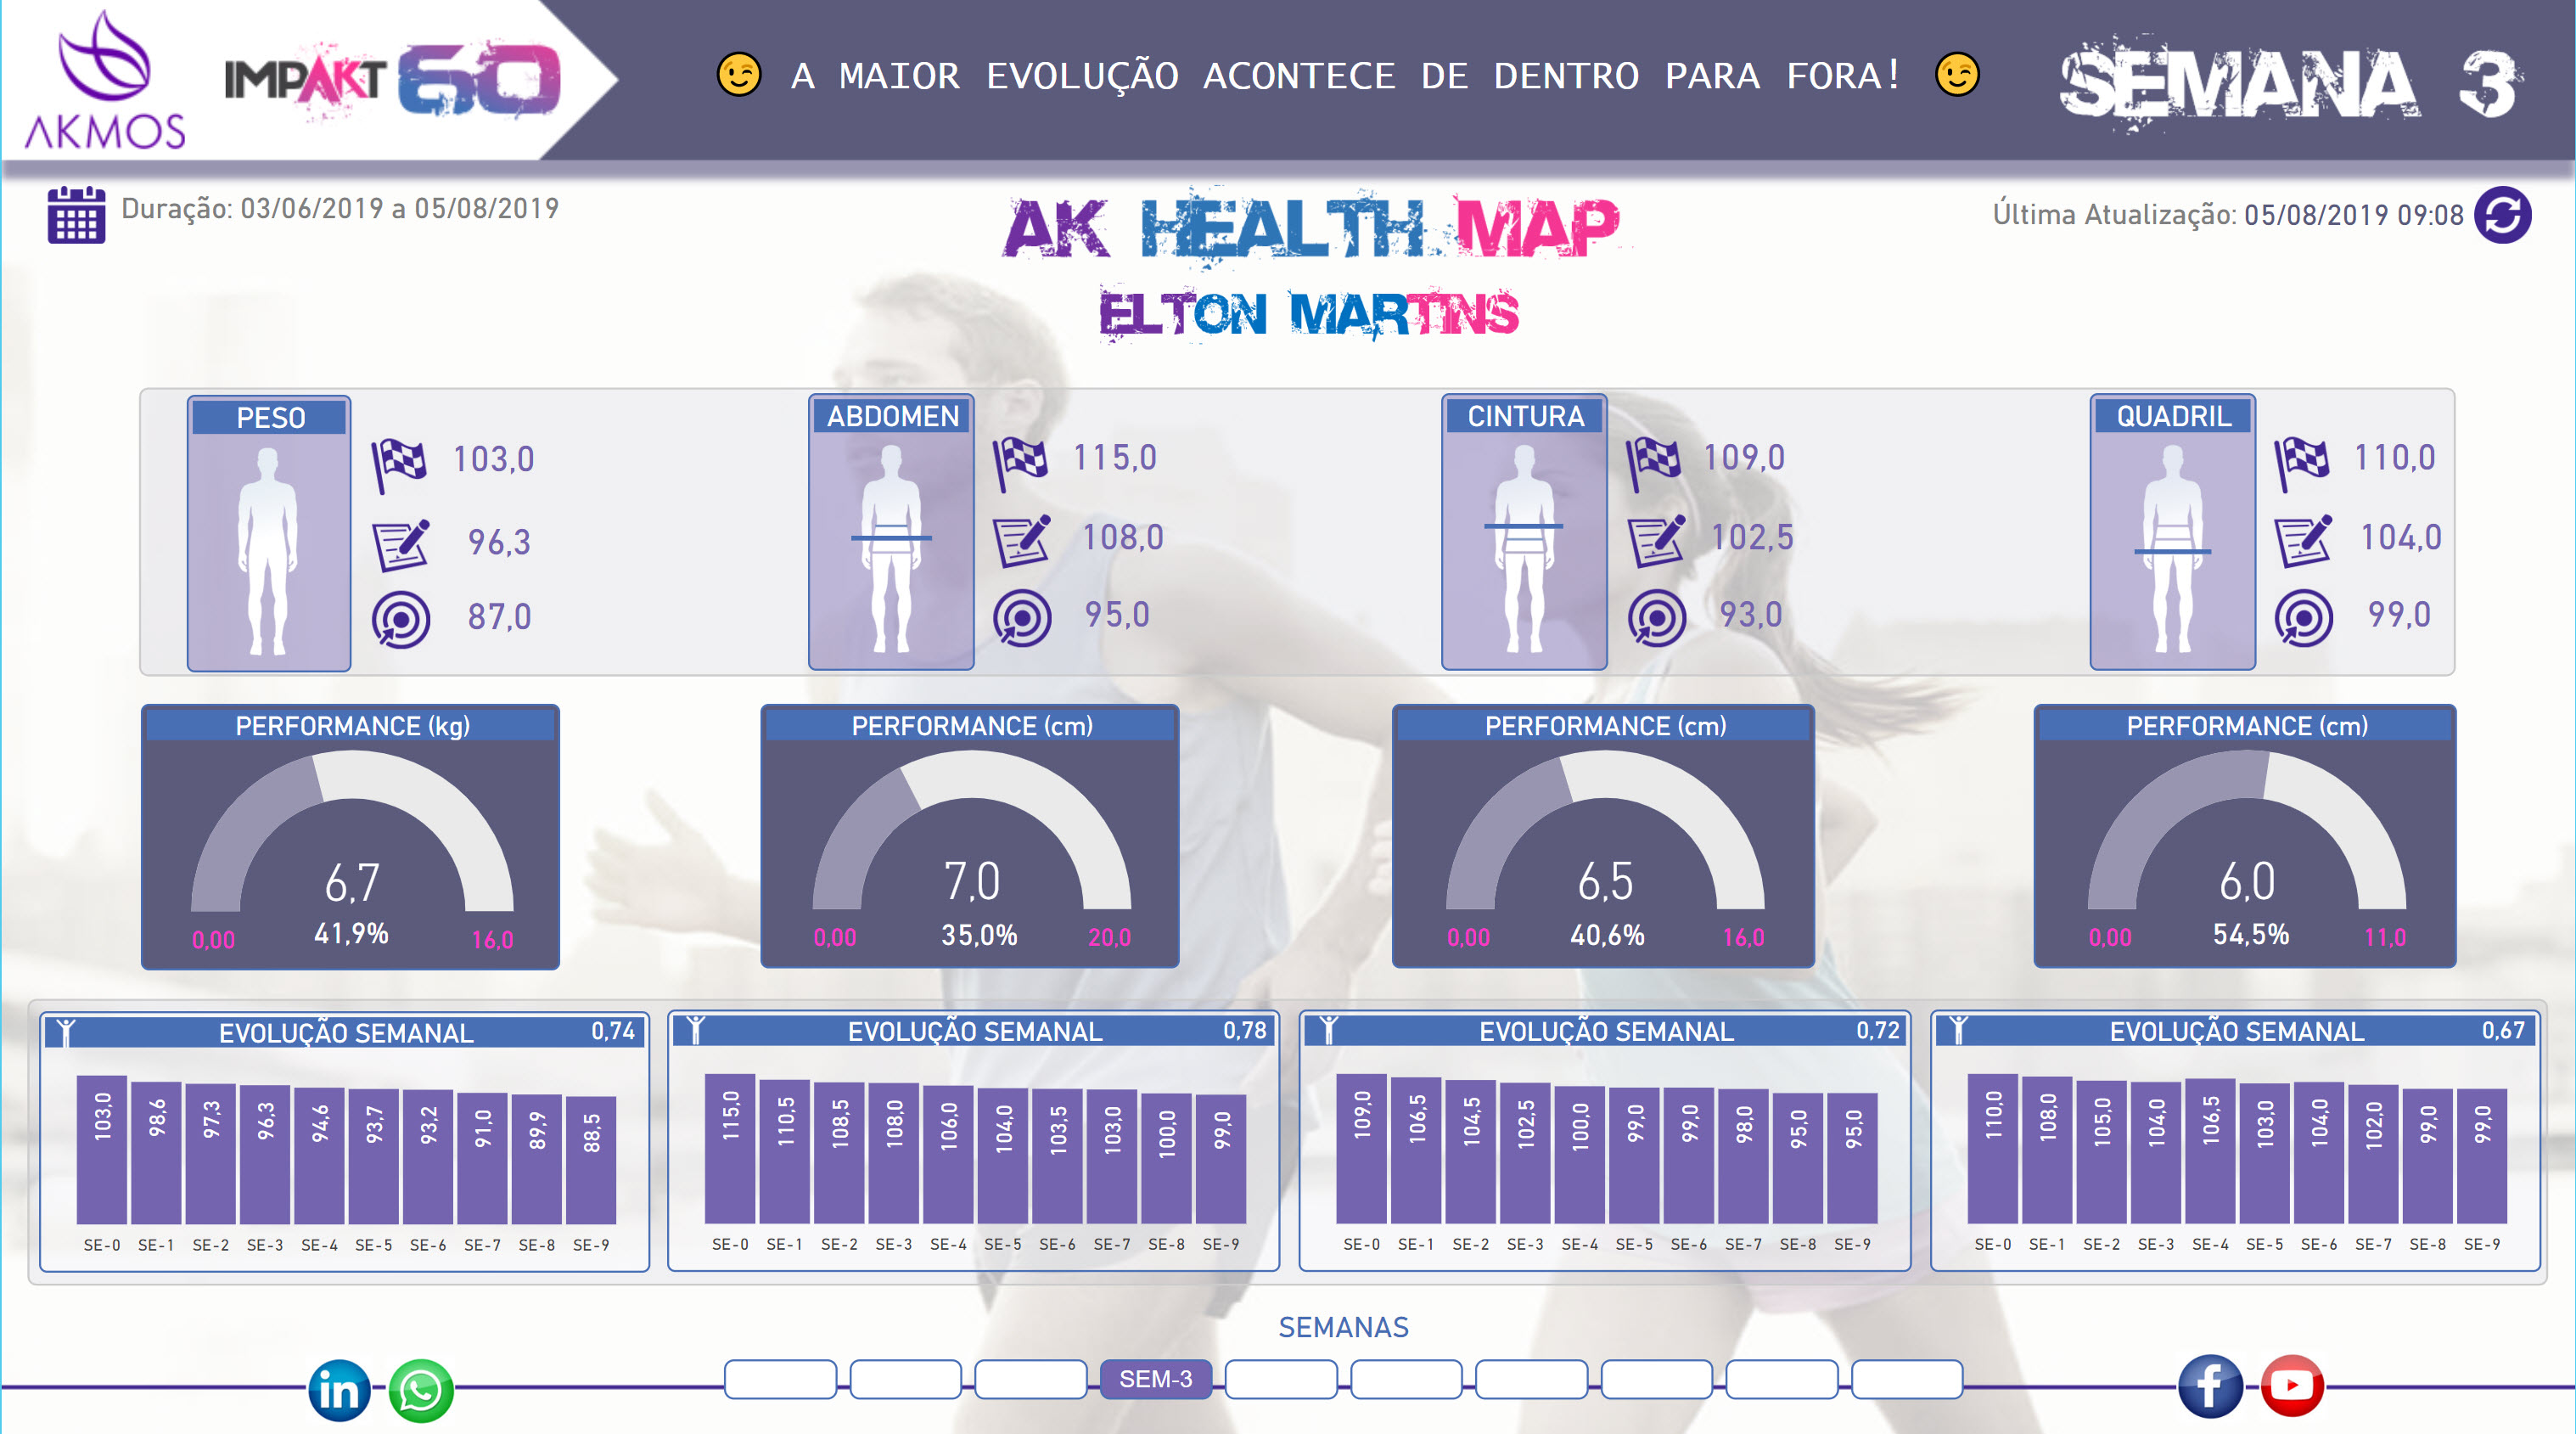 AKMOS
IMPAKT 60
A MAIOR EVOLUÇÃO ACONTECE DE DENTRO PARA FORA!
SEMANA 3
Duração: 03/06/2019 a 05/08/2019
AK HEALTH MAP
ELTON MARTINS
Última Atualização: 05/08/2019 09:08
PESO
103,0
96,3
87,0
ABDOMEN
115,0
108,0
95,0
CINTURA
109,0
102,5
93,0
QUADRIL
110,0
104,0
99,0
PERFORMANCE (kg)
6,7
0,00 41,9% 16,0
PERFORMANCE (cm)
7,0
0,00 35,0% 20,0
PERFORMANCE (cm)
6,5
0,00 40,6% 16,0
PERFORMANCE (cm)
6,0
0,00 54,5% 11,0
EVOLUÇÃO SEMANAL 0,74
103,0 98,6 97,3 96,3 94,6 93,7 93,2 91,0 89,9 88,5
SE-0 SE-1 SE-2 SE-3 SE-4 SE-5 SE-6 SE-7 SE-8 SE-9
EVOLUÇÃO SEMANAL 0,78
115,0 110,5 108,5 108,0 106,0 104,0 103,5 103,0 100,0 99,0
SE-0 SE-1 SE-2 SE-3 SE-4 SE-5 SE-6 SE-7 SE-8 SE-9
EVOLUÇÃO SEMANAL 0,72
109,0 106,5 104,5 102,5 100,0 99,0 99,0 98,0 95,0 95,0
SE-0 SE-1 SE-2 SE-3 SE-4 SE-5 SE-6 SE-7 SE-8 SE-9
EVOLUÇÃO SEMANAL 0,67
110,0 108,0 105,0 104,0 106,5 103,0 104,0 102,0 99,0 99,0
SE-0 SE-1 SE-2 SE-3 SE-4 SE-5 SE-6 SE-7 SE-8 SE-9
SEMANAS
SEM-3
in
f